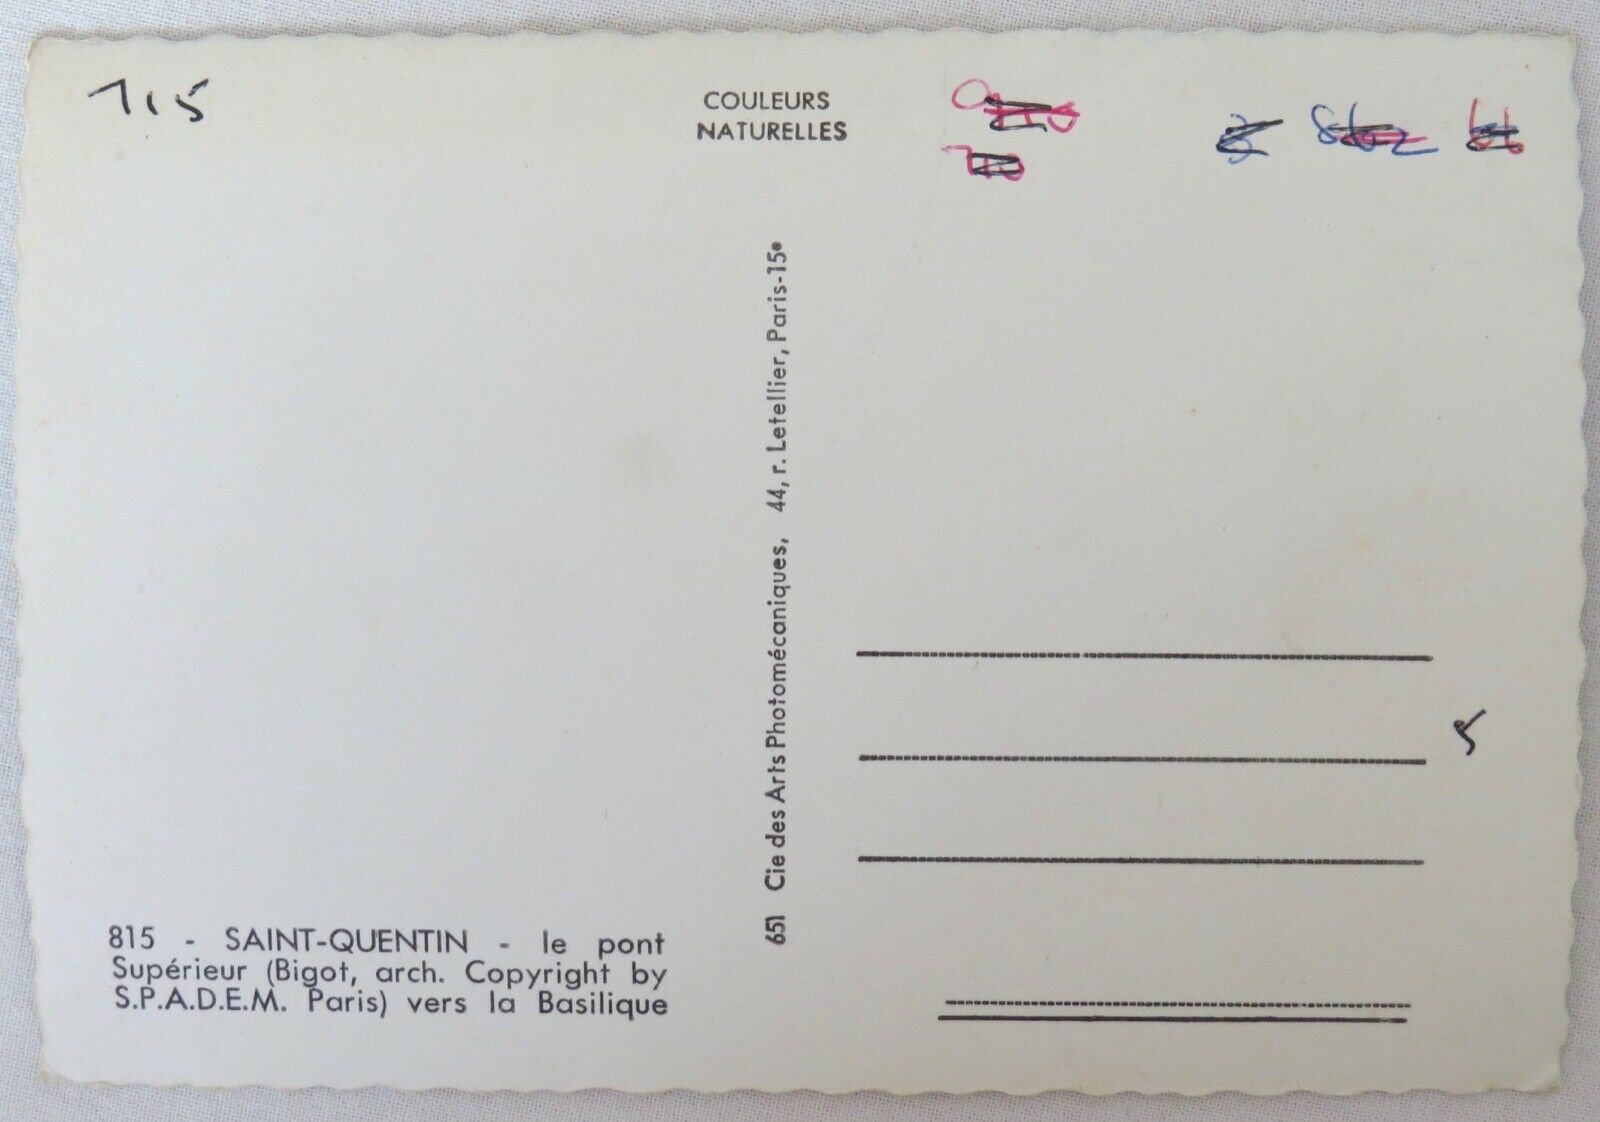 115
COULEURS
NATURELLES
651 Cie des Arts Photomécaniques, 44, r. Letellier, Paris-15e
5
815 - SAINT-QUENTIN - le pont
Supérieur (Bigot, arch. Copyright by
S.P.A.D.E.M. Paris) vers la Basilique